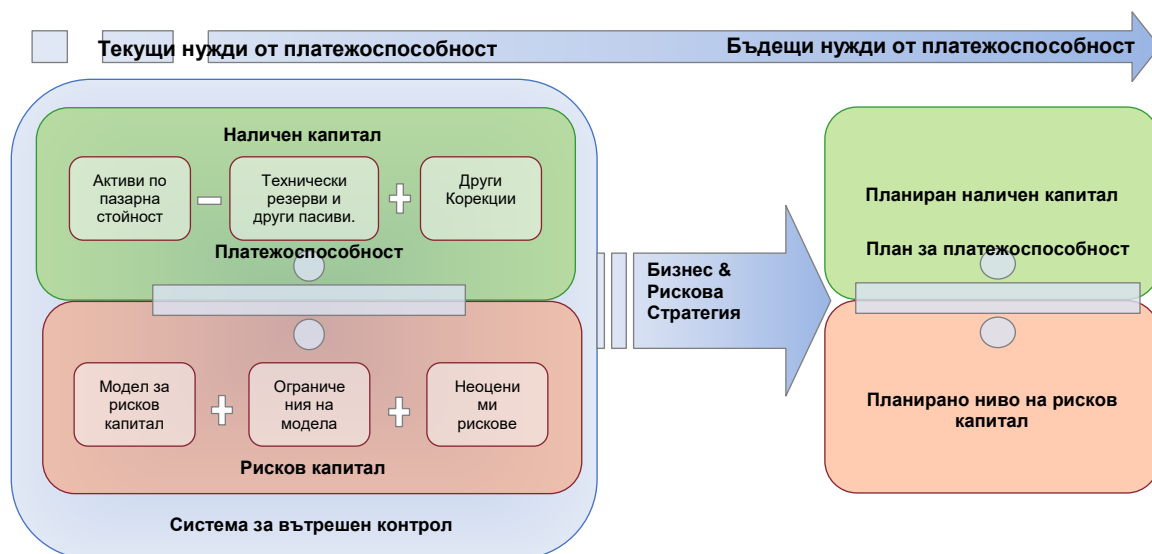 Текущи нужди от платежоспособност
Бъдещи нужди от платежоспособност
Наличен капитал
Активи по
пазарна
стойност
Технически
резерви и
други пасиви.
Други
Корекции
Платежоспособност
Модел за
рисков
капитал
Ограниче
ния на
модела
Неоцени
ми
рискове
Рисков капитал
Система за вътрешен контрол
Бизнес &
Рискова
Стратегия
Планиран наличен капитал
План за платежоспособност
Планирано ниво на рисков
капитал